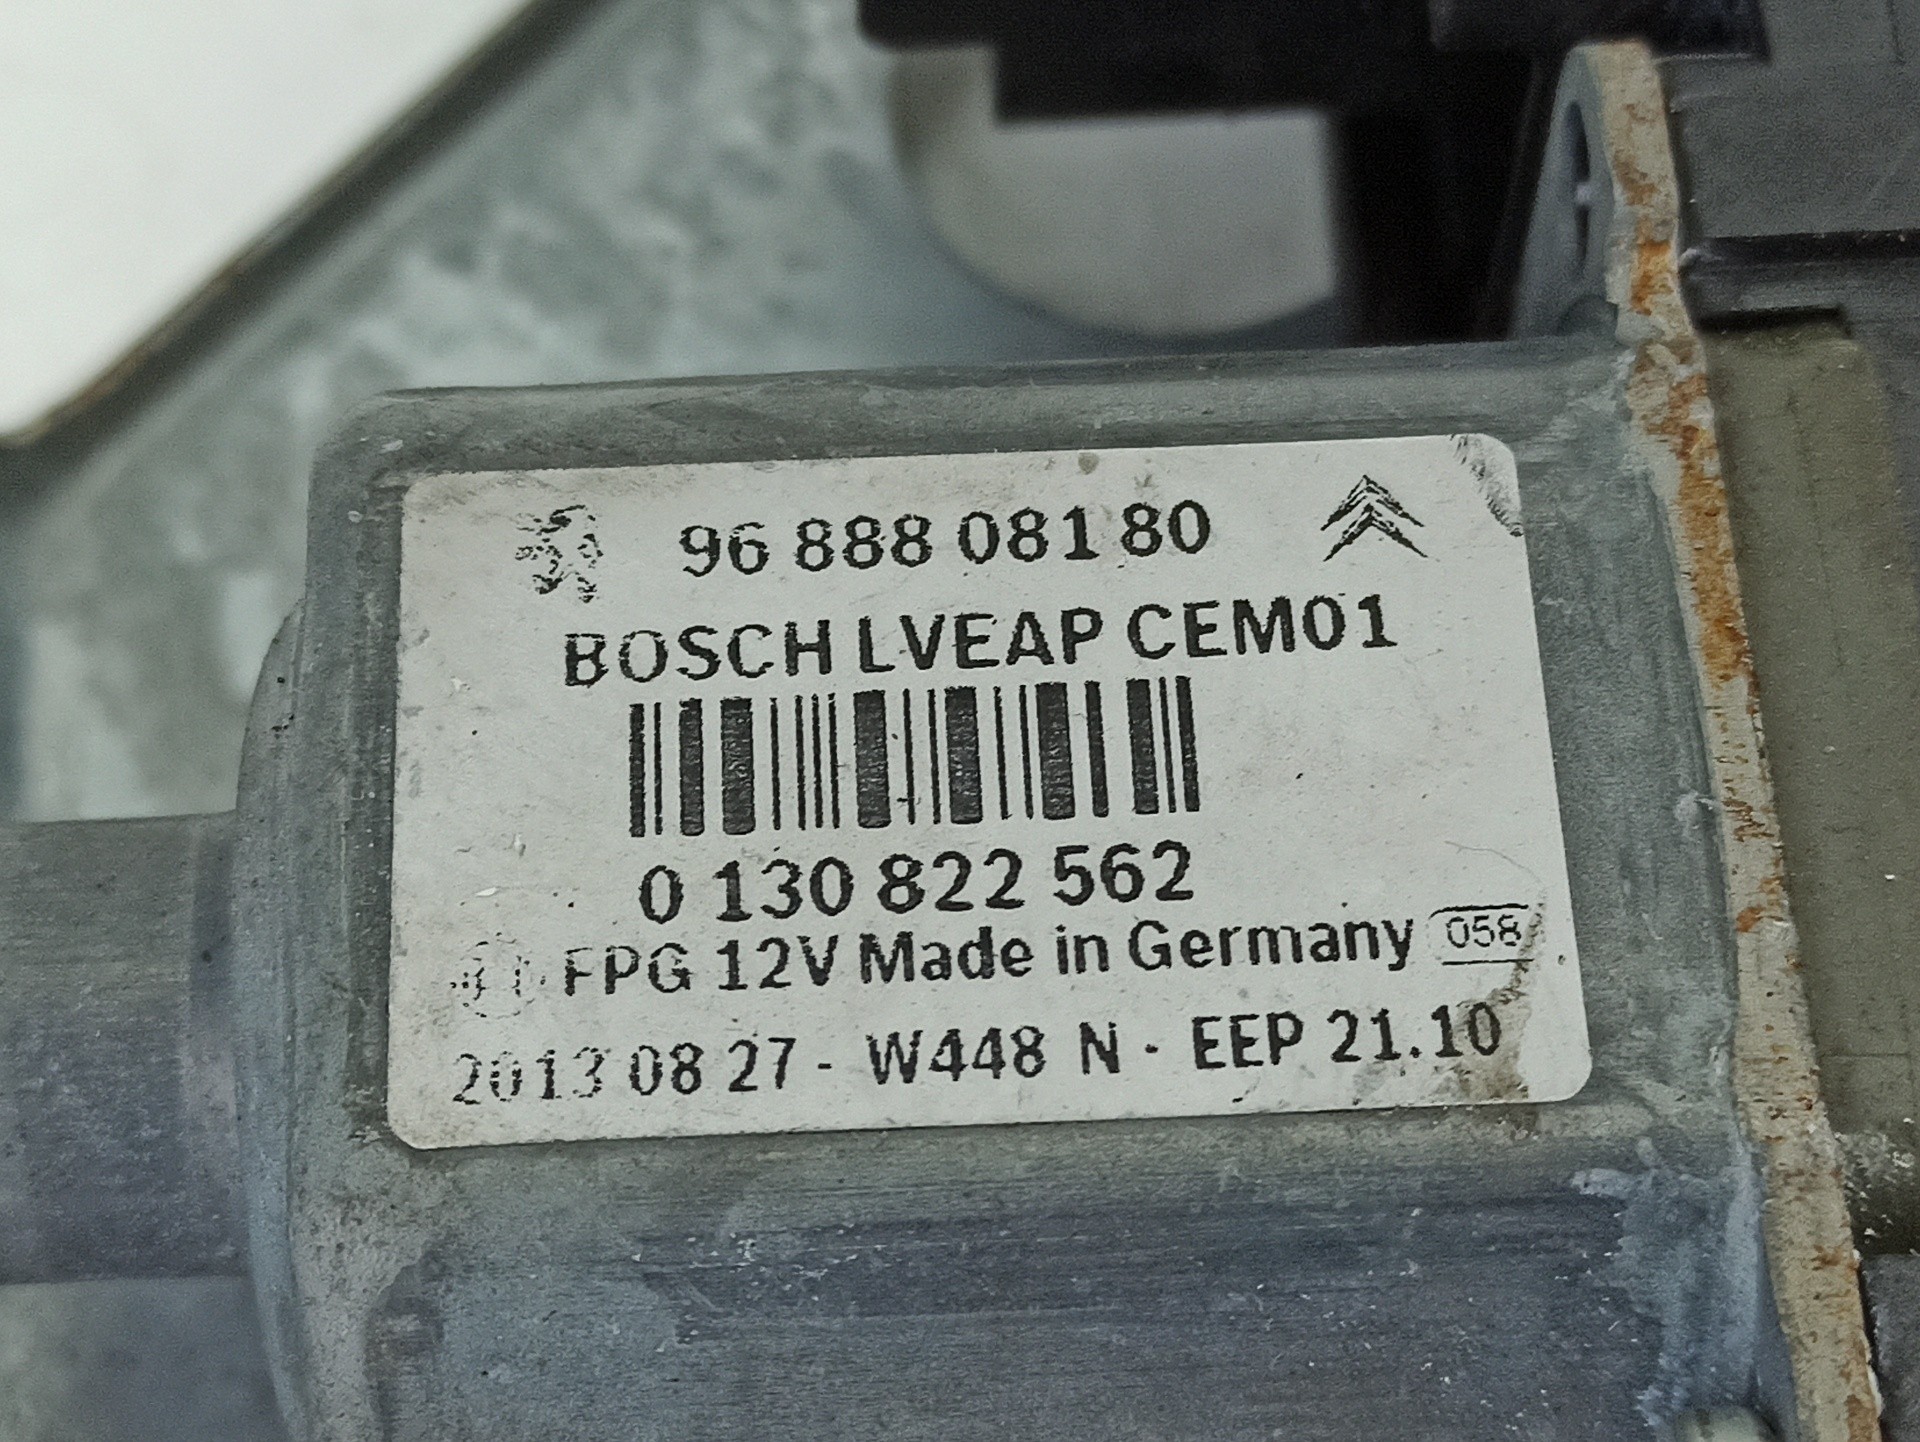 96 888 081 80
BOSCH LVEAP CEM01
0 130 822 562
FPG 12V Made in Germany 058
2013 08 27 - W448 N - EEP 21.10